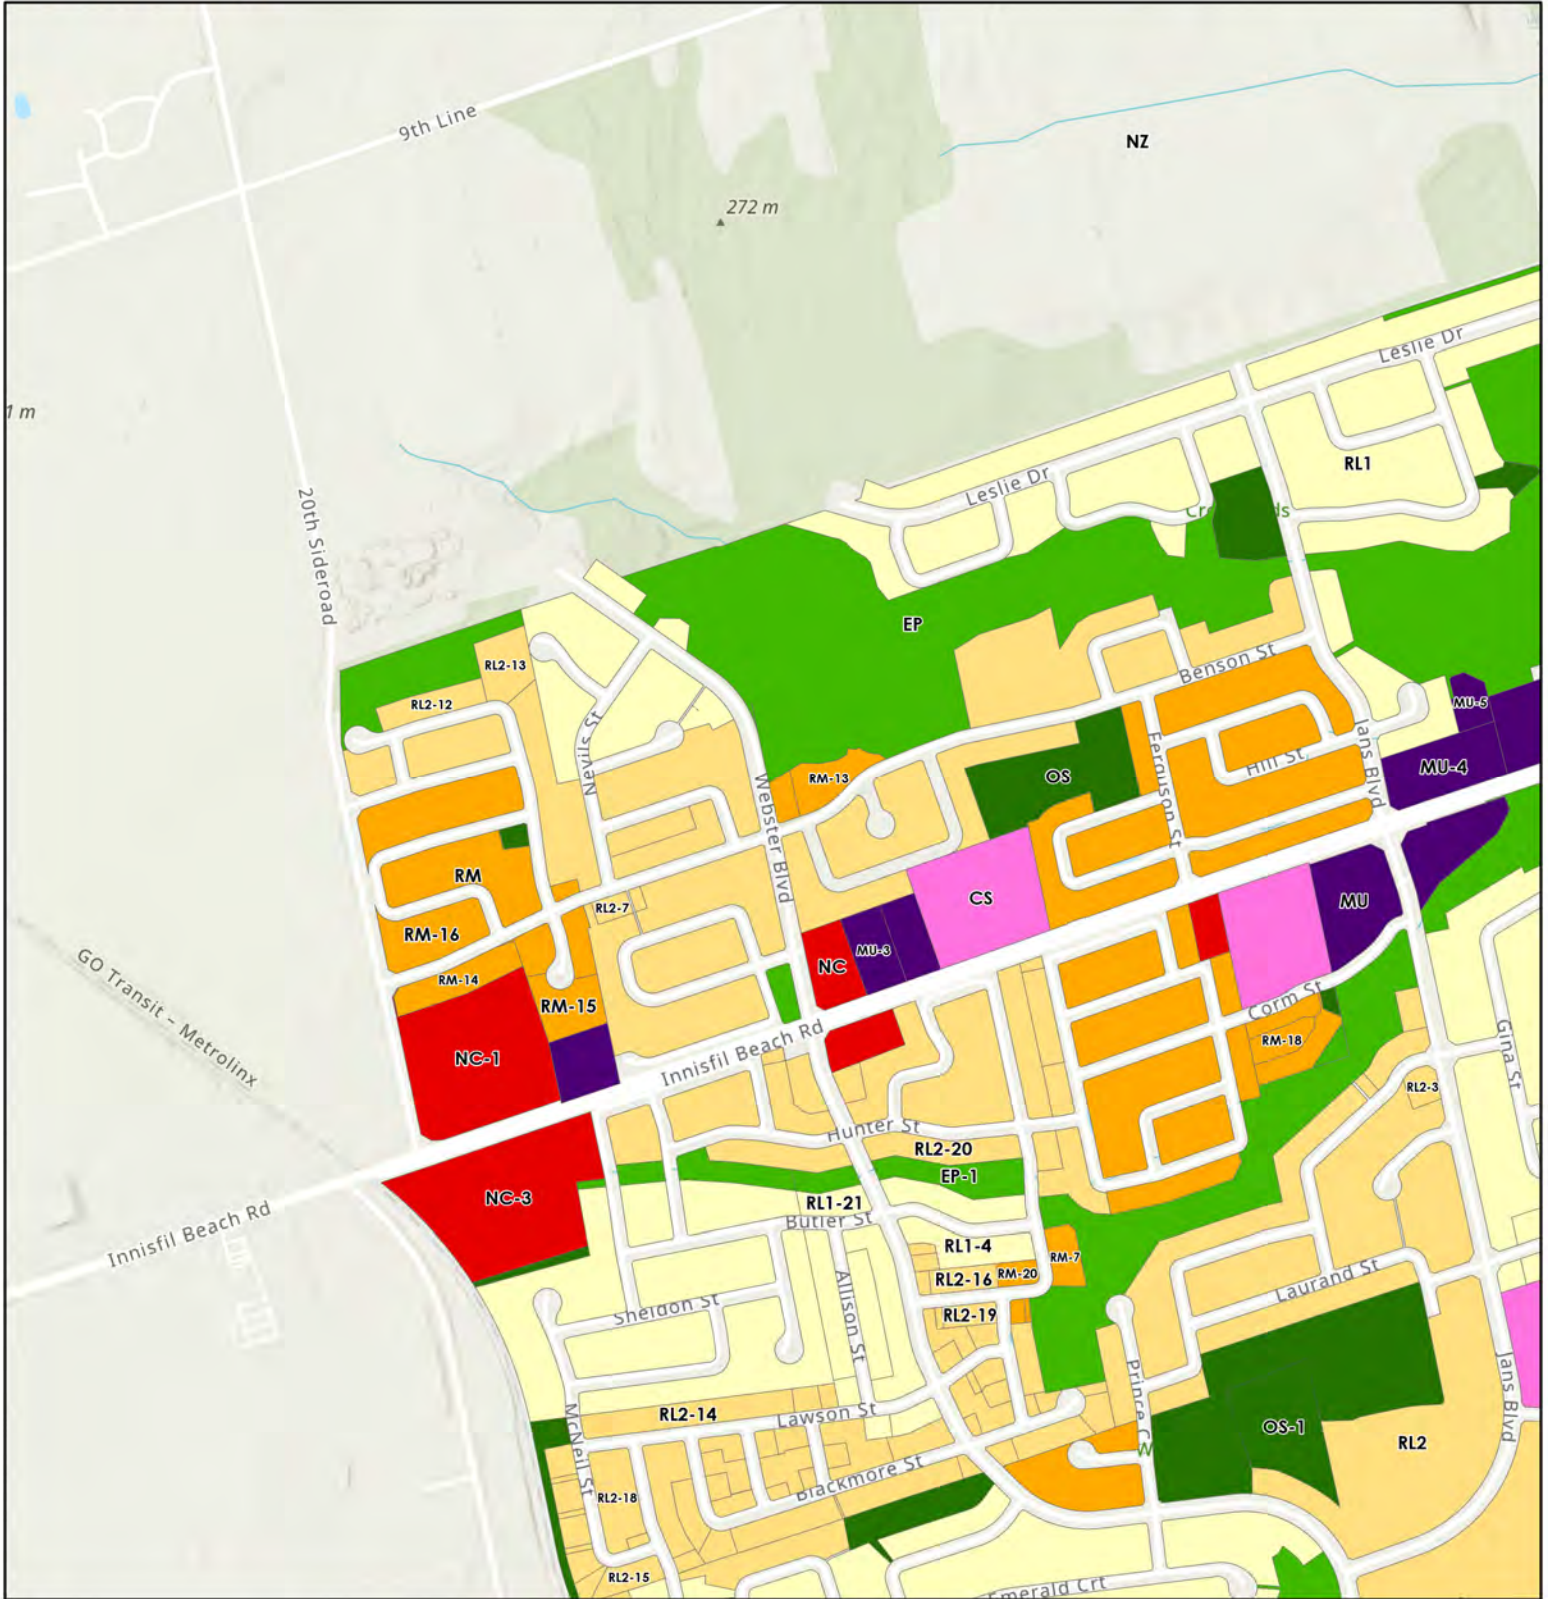 9th Line
NZ
272 m
Leslie Dr
1 m
RL1
Leslie Dr
20th Sideroad
EP
Benson St
RL2-13
RL2-12
MU-5
Nevils St
Jans Blvd
Ferguson St
Hill St
MU-4
RM-13
OS
Webster Blvd
RM
CS
MU
RL2-7
RM-16
MU-3
NC
RM-14
GO Transit - Metrolinx
RM-15
Corm St
NC-1
Innisfil Beach Rd
RM-18
Gina St
RL2-3
Hunter St
RL2-20
EP-1
NC-3
RL1-21
Butler St
Innisfil Beach Rd
RL1-4
RM-7
RL2-16
RM-20
Laurand St
Allison St
Sheldon St
RL2-19
Jans Blvd
RL2-14
Lawson St
McNeil St
OS-1
RL2
W
Blackmore St
RL2-18
RL2-15
Emerald Crt